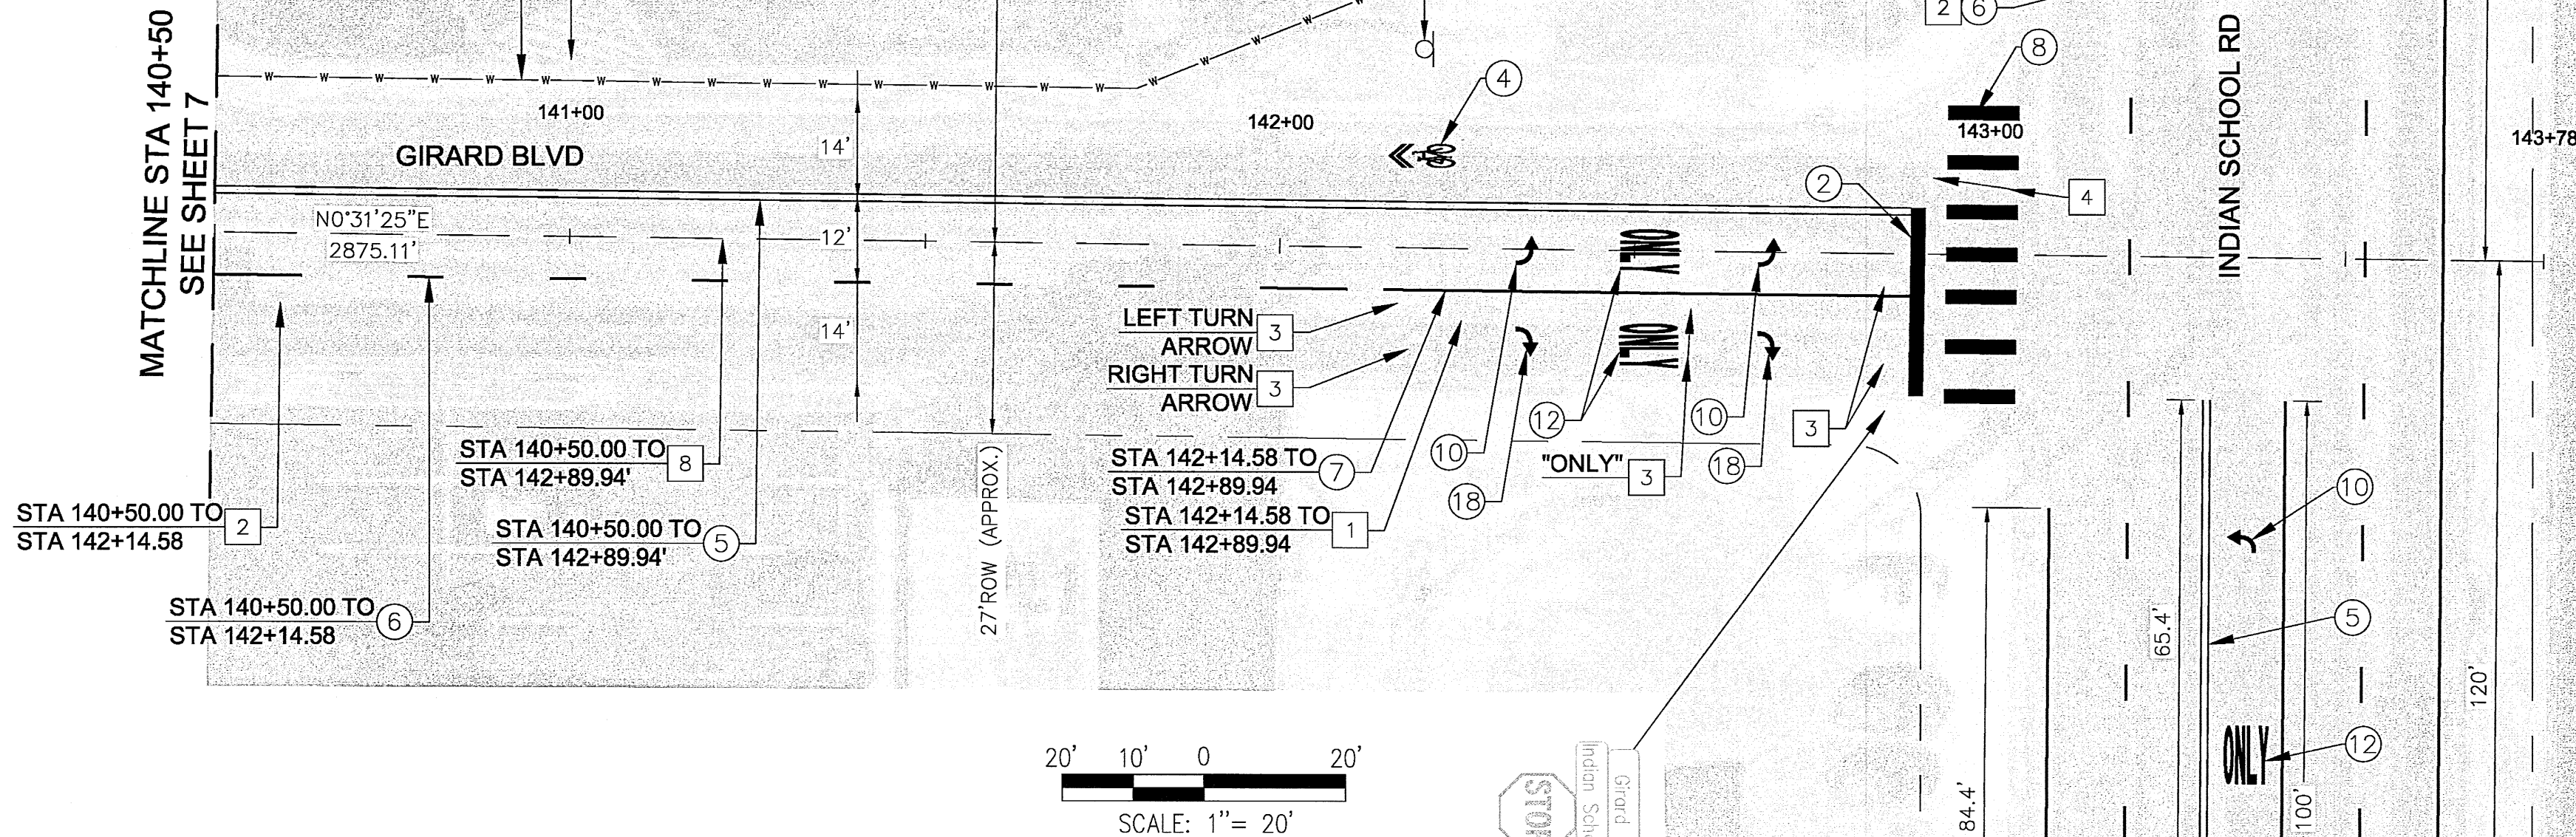 MATCHLINE STA 140+50
SEE SHEET 7
W W W W W W W W W W W W W W W W W W W W W
141+00
142+00
143+00
143+78
GIRARD BLVD
INDIAN SCHOOL RD
2 6
8
4
4
2
N0°31'25"E
2875.11'
14'
12'
14'
LEFT TURN
ARROW 3
RIGHT TURN
ARROW 3
ONLY
ONLY
STA 140+50.00 TO
STA 142+89.94' 8
STA 140+50.00 TO
STA 142+14.58 2
STA 140+50.00 TO
STA 142+89.94' 5
STA 140+50.00 TO
STA 142+14.58 6
27'ROW (APPROX.)
STA 142+14.58 TO
STA 142+89.94 7
STA 142+14.58 TO
STA 142+89.94 1
10
18
12
"ONLY" 3
10
18
3
10
5
12
65.4'
84.4'
100'
120'
ONLY
20' 10' 0 20'
SCALE: 1"= 20'
Girard
Indian
STOP